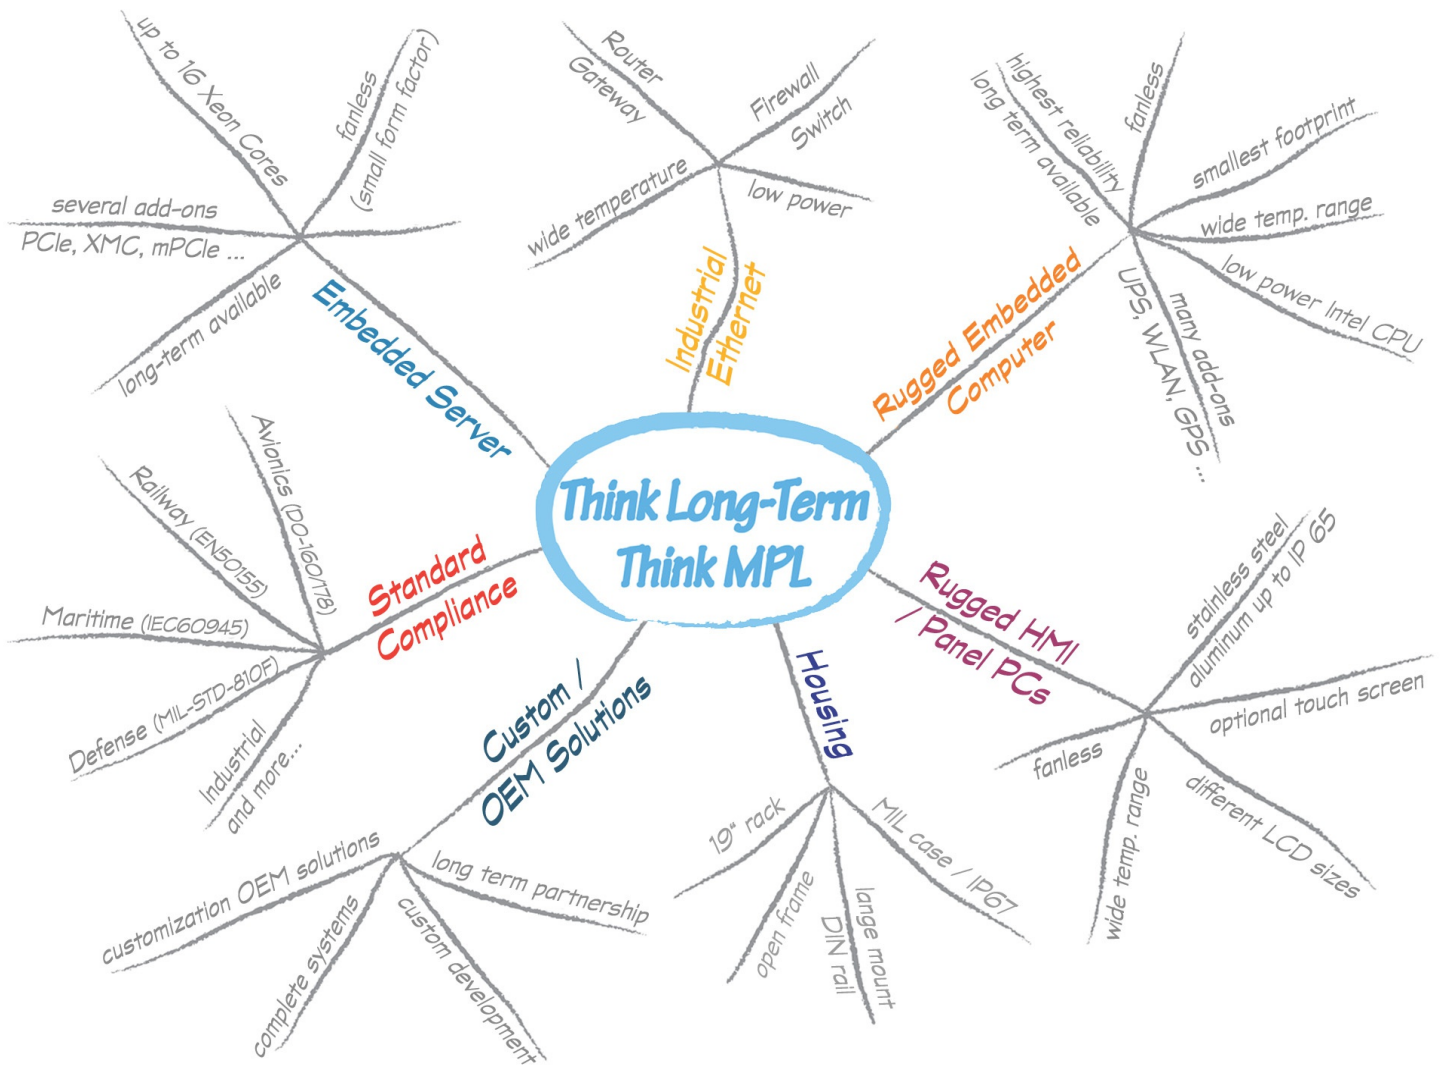 Think Long-Term
Think MPL
Embedded Server
up to 16 Xeon Cores
fanless
(small form factor)
several add-ons
PCIe, XMC, mPCIe ...
long-term available
Industrial
Ethernet
Router
Gateway
Firewall
Switch
wide temperature
low power
Rugged Embedded
Computer
highest reliability
long term available
fanless
smallest footprint
wide temp. range
low power Intel CPU
many add-ons
UPS, WLAN, GPS ...
Rugged HMI
/ Panel PCs
stainless steel
aluminum up to IP 65
optional touch screen
different LCD sizes
wide temp. range
fanless
Housing
19" rack
open frame
lange mount
DIN rail
MIL case / IP67
Custom /
OEM Solutions
customization OEM solutions
complete systems
custom development
long term partnership
Standard
Compliance
Avionics (DO-160/178)
Railway (EN50155)
Maritime (IEC60945)
Defense (MIL-STD-810F)
Industrial
and more...